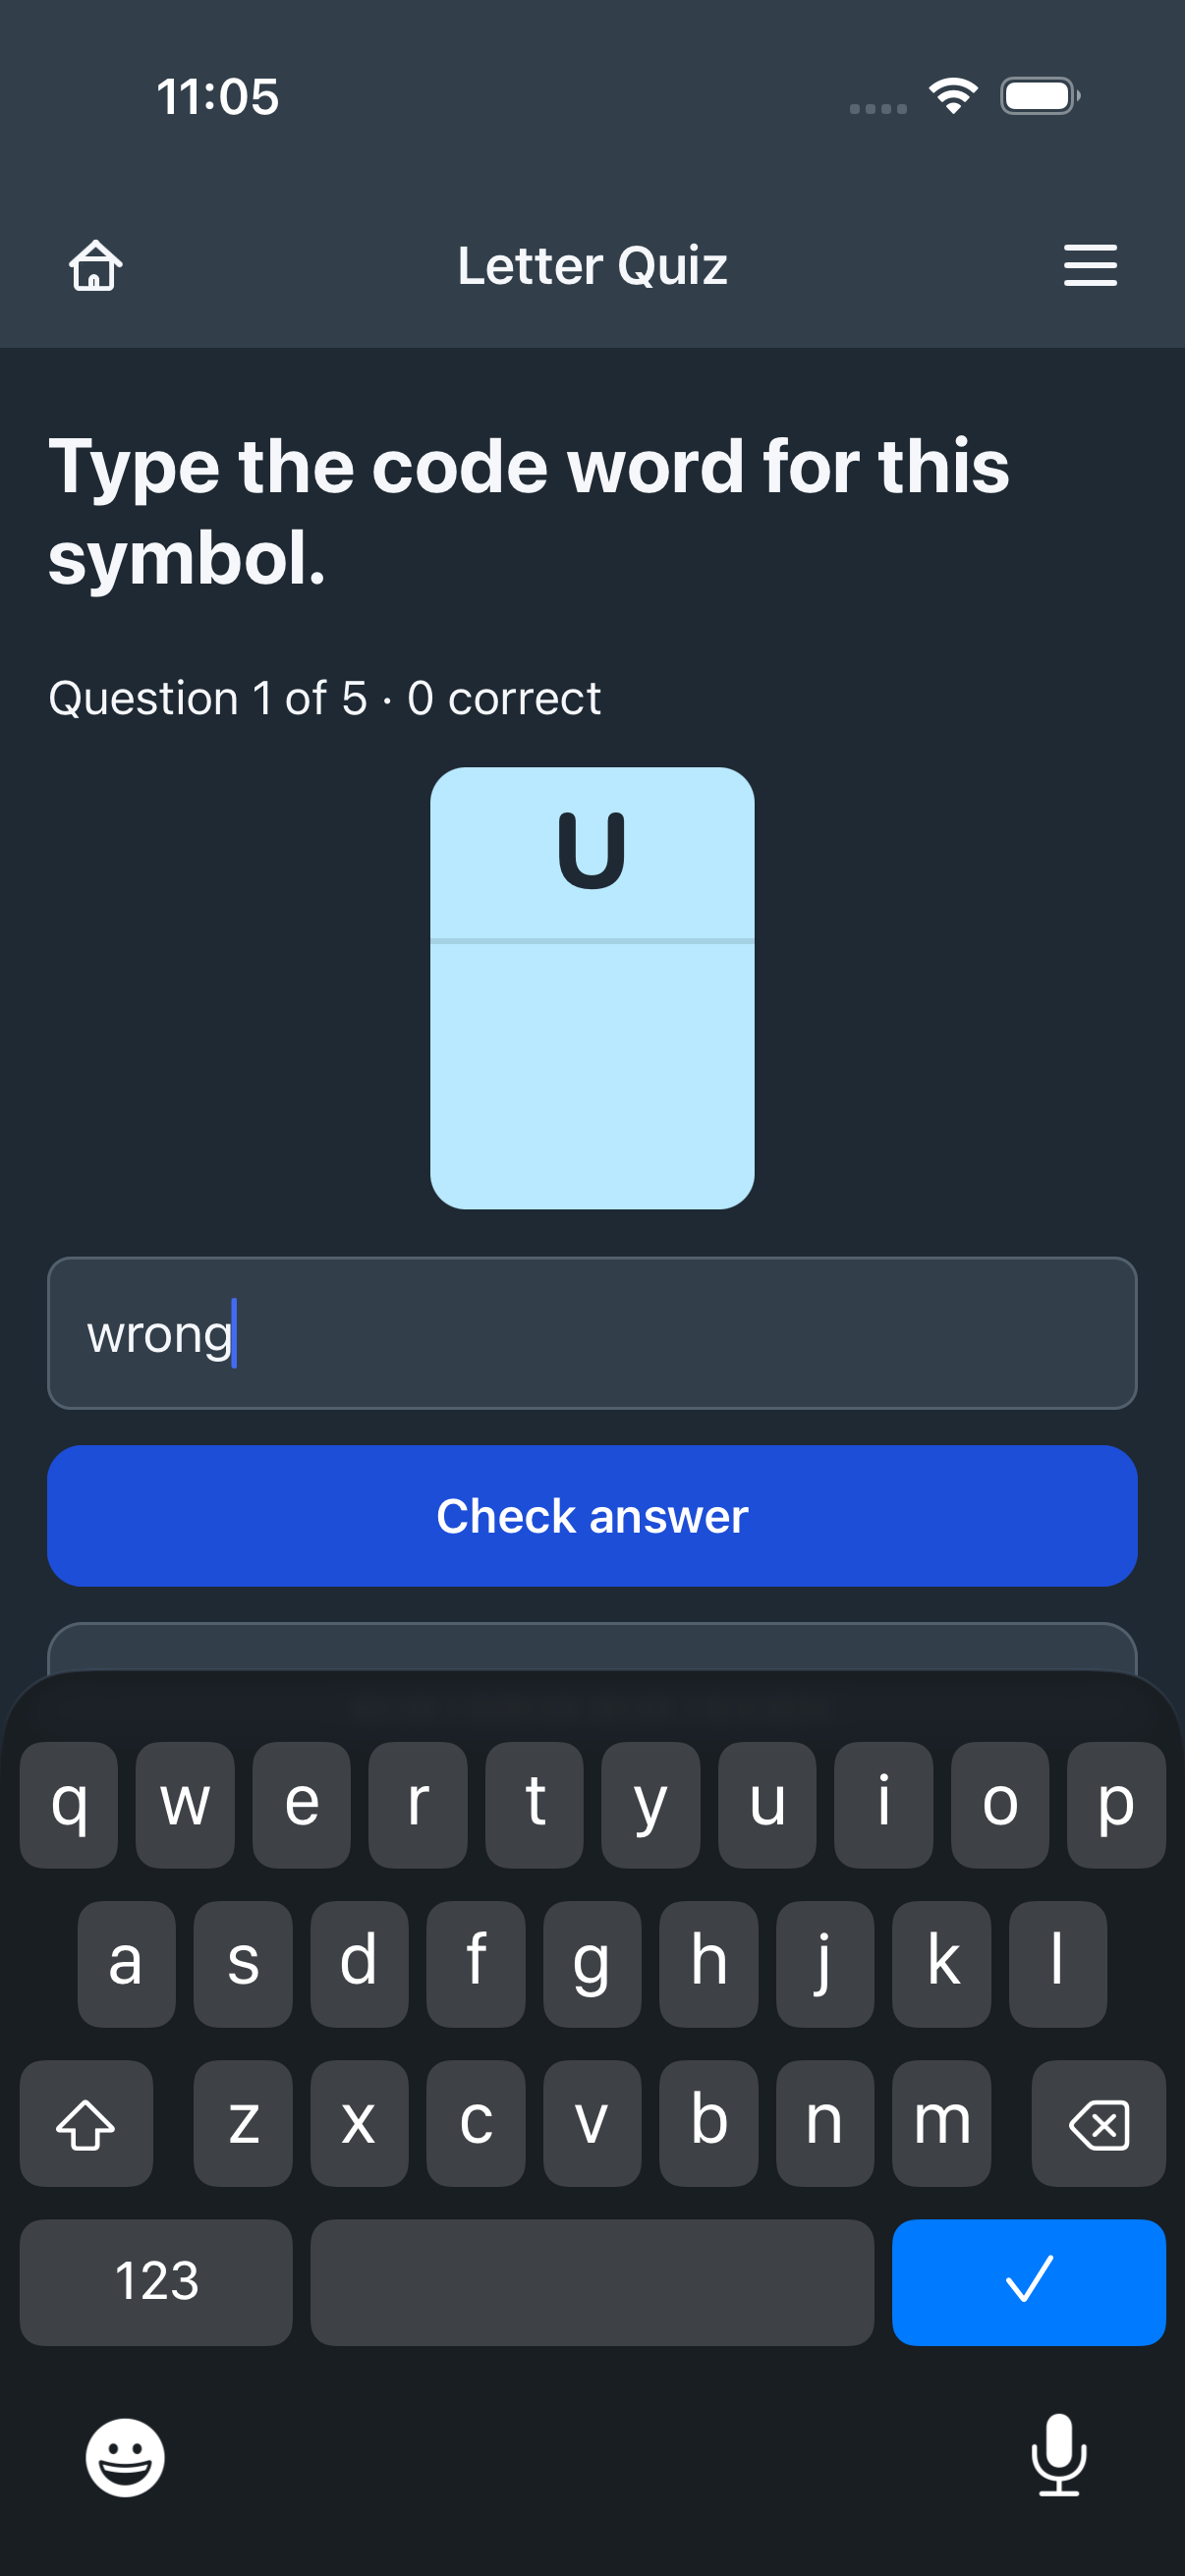 11:05
Letter Quiz
Type the code word for this
symbol.
Question 1 of 5 · 0 correct
U
wrong
Check answer
q w e r t y u i o p
a s d f g h j k l
z x c v b n m
123